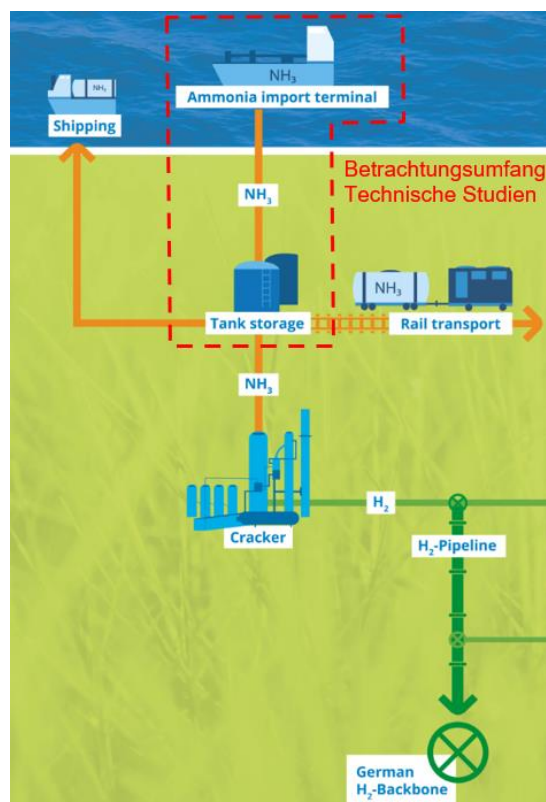 NH₃
Ammonia import terminal
NH₃
Shipping
Betrachtungsumfang
Technische Studien
NH₃
NH₃
Tank storage
Rail transport
NH₃
H₂
Cracker
H₂-Pipeline
German
H₂-Backbone